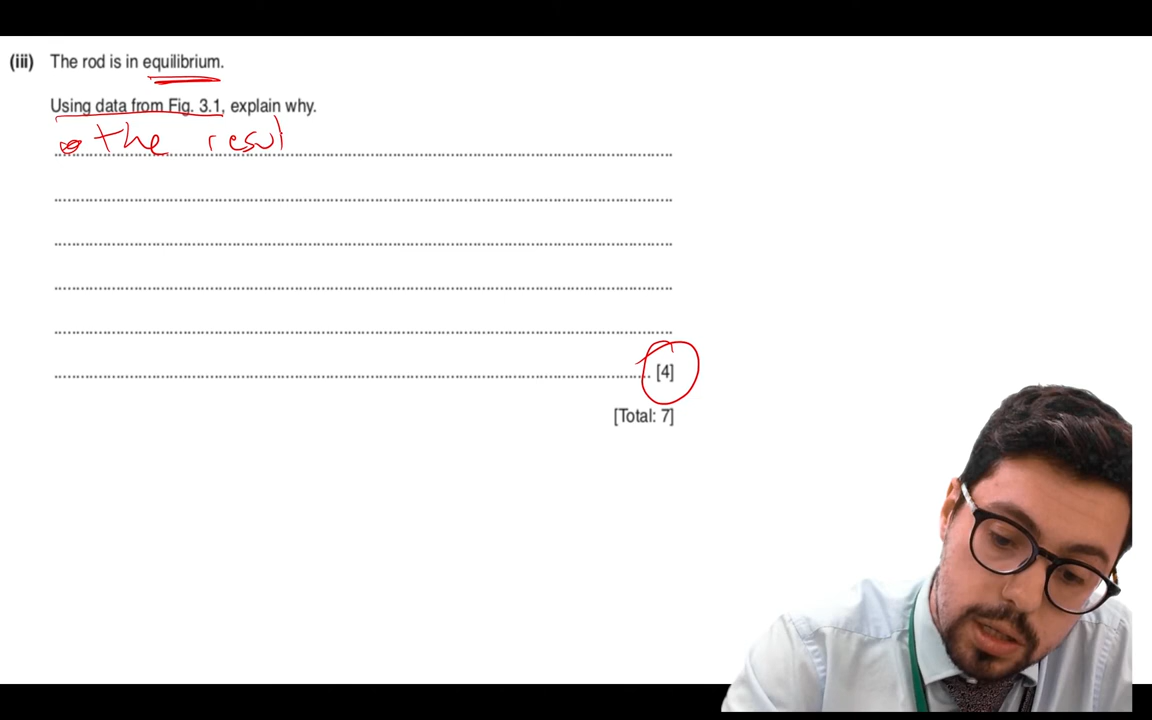 (iii) The rod is in equilibrium.
Using data from Fig. 3.1, explain why.
the resul
[4]
[Total: 7]